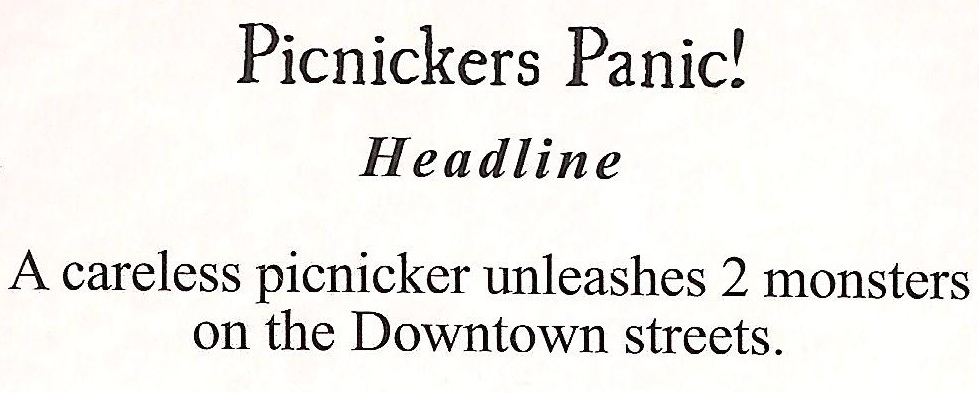 Picnickers Panic!
Headline
A careless picnicker unleashes 2 monsters
on the Downtown streets.